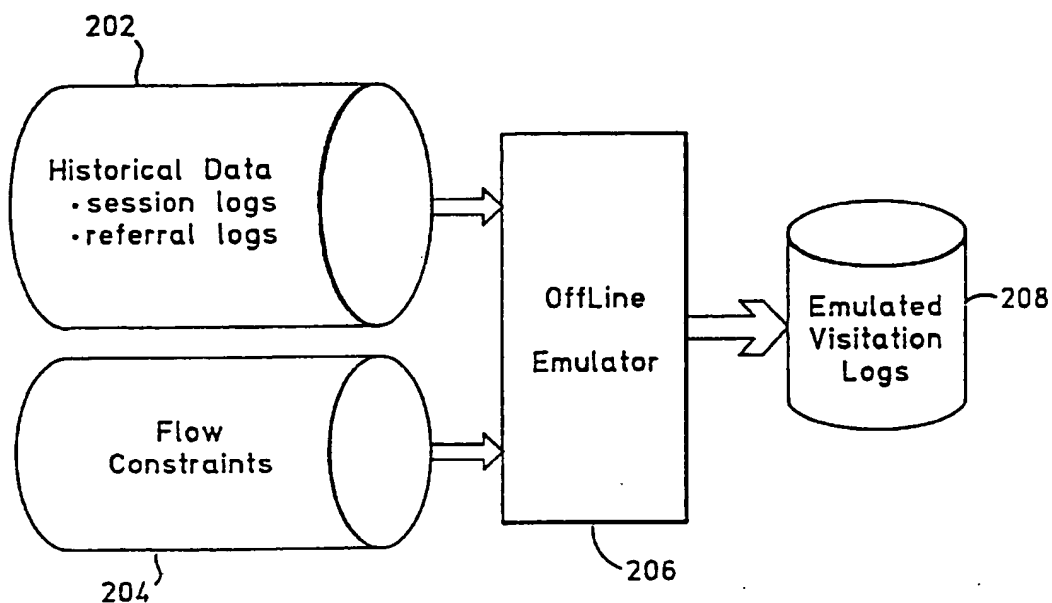 202
Historical Data
• session logs
• referral logs
Flow
Constraints
204
OffLine
Emulator
206
Emulated
Visitation
Logs
208